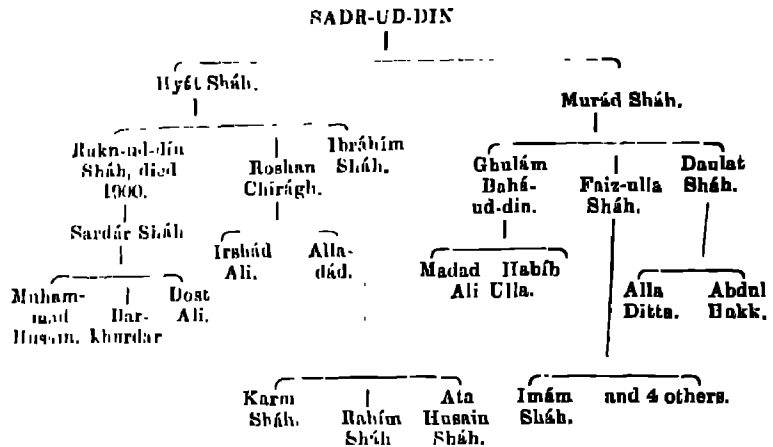 SADR-UD-DIN
Hyát Sháh.
Murád Sháh.
Rukn-ud-dín
Sháh, died
1900.
Roshan
Chirágh.
Ibráhím
Sháh.
Ghulám
Bahá-
ud-din.
Faiz-ulla
Sháh.
Daulat
Sháh.
Sardár Sháh
Irshád
Ali.
Alla-
dád.
Madad
Ali
Habíb
Ulla.
Alla
Ditta.
Abdul
Hakk.
Muham-
mad
Husain.
Bar-
khurdar
Dost
Ali.
Karm
Sháh.
Rahím
Sháh
Ata
Husain
Sháh.
Imám
Sháh.
and 4 others.